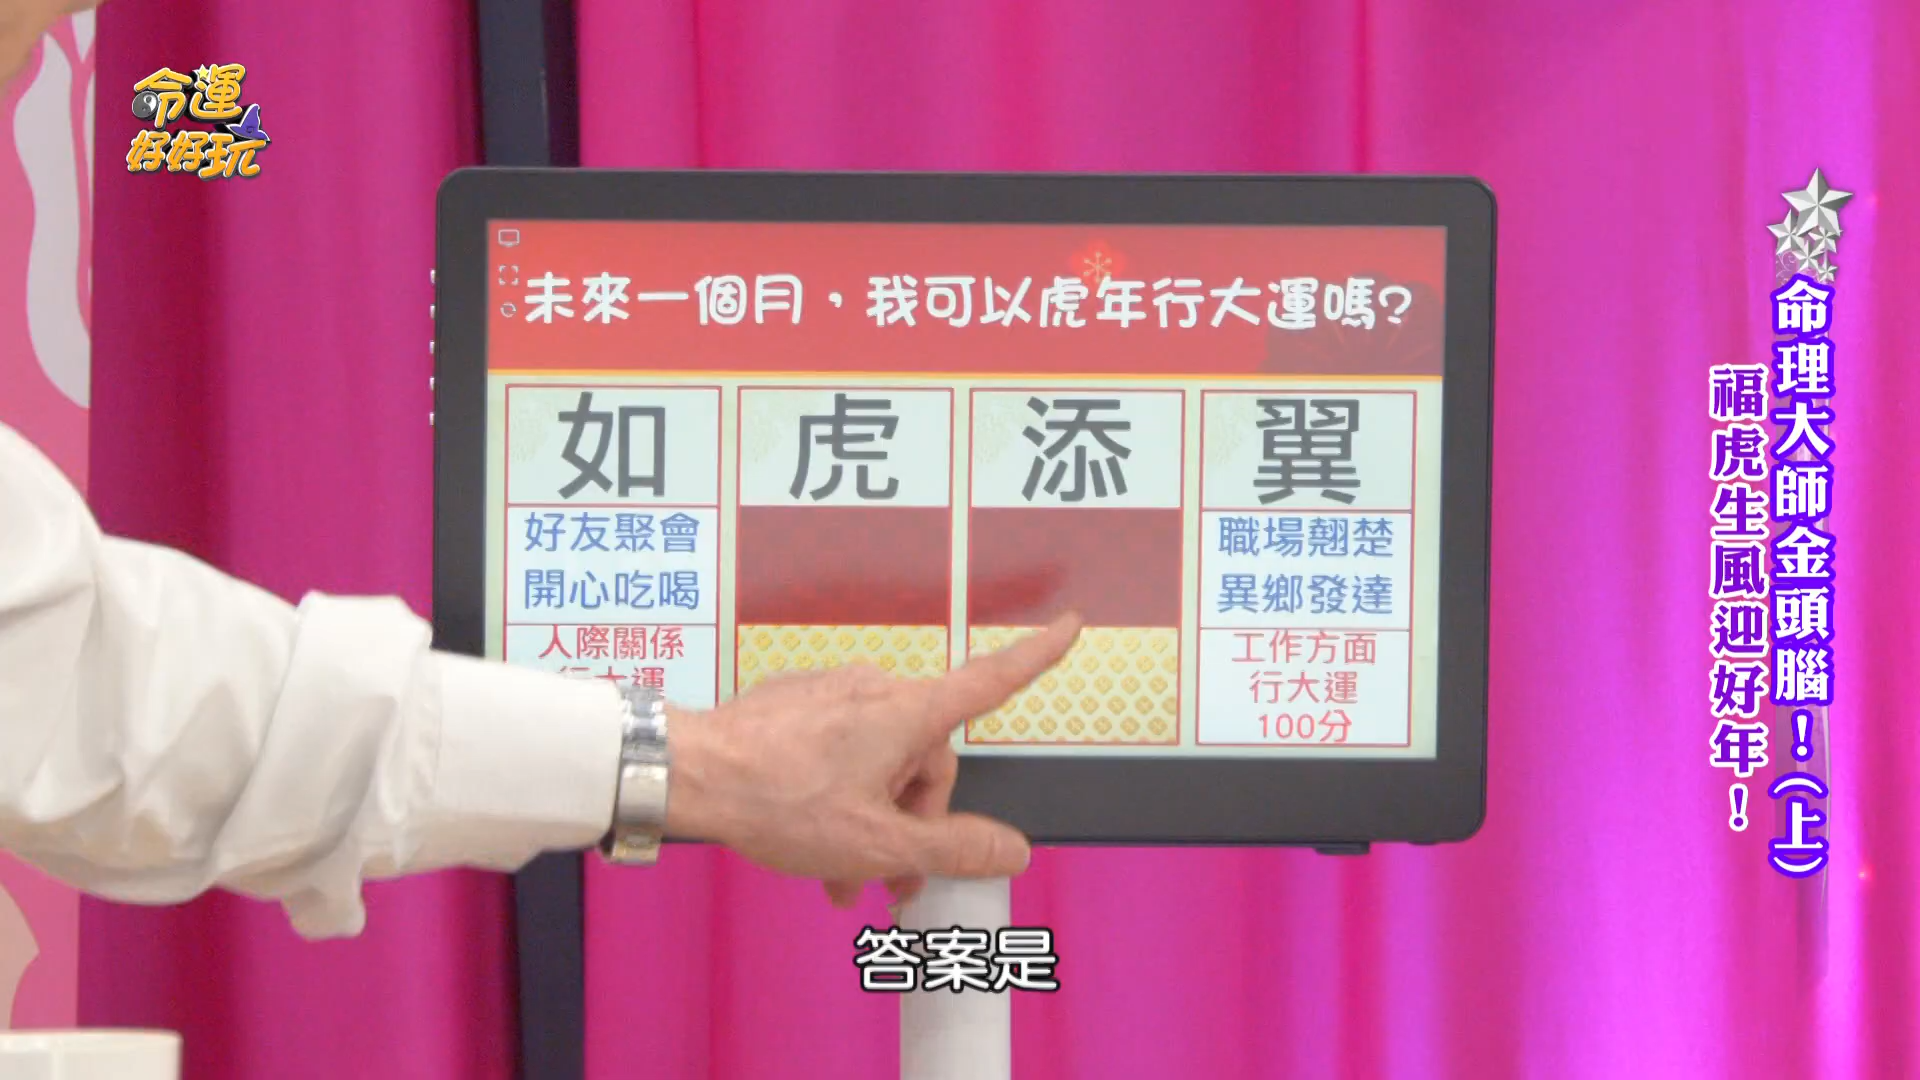 命運
好好玩
未來一個月，我可以虎年行大運嗎?
如
好友聚會
開心吃喝
人際關係
行大運
虎
添
翼
職場翹楚
異鄉發達
工作方面
行大運
100分
命理大師金頭腦！（上）
福虎生風迎好年！
答案是